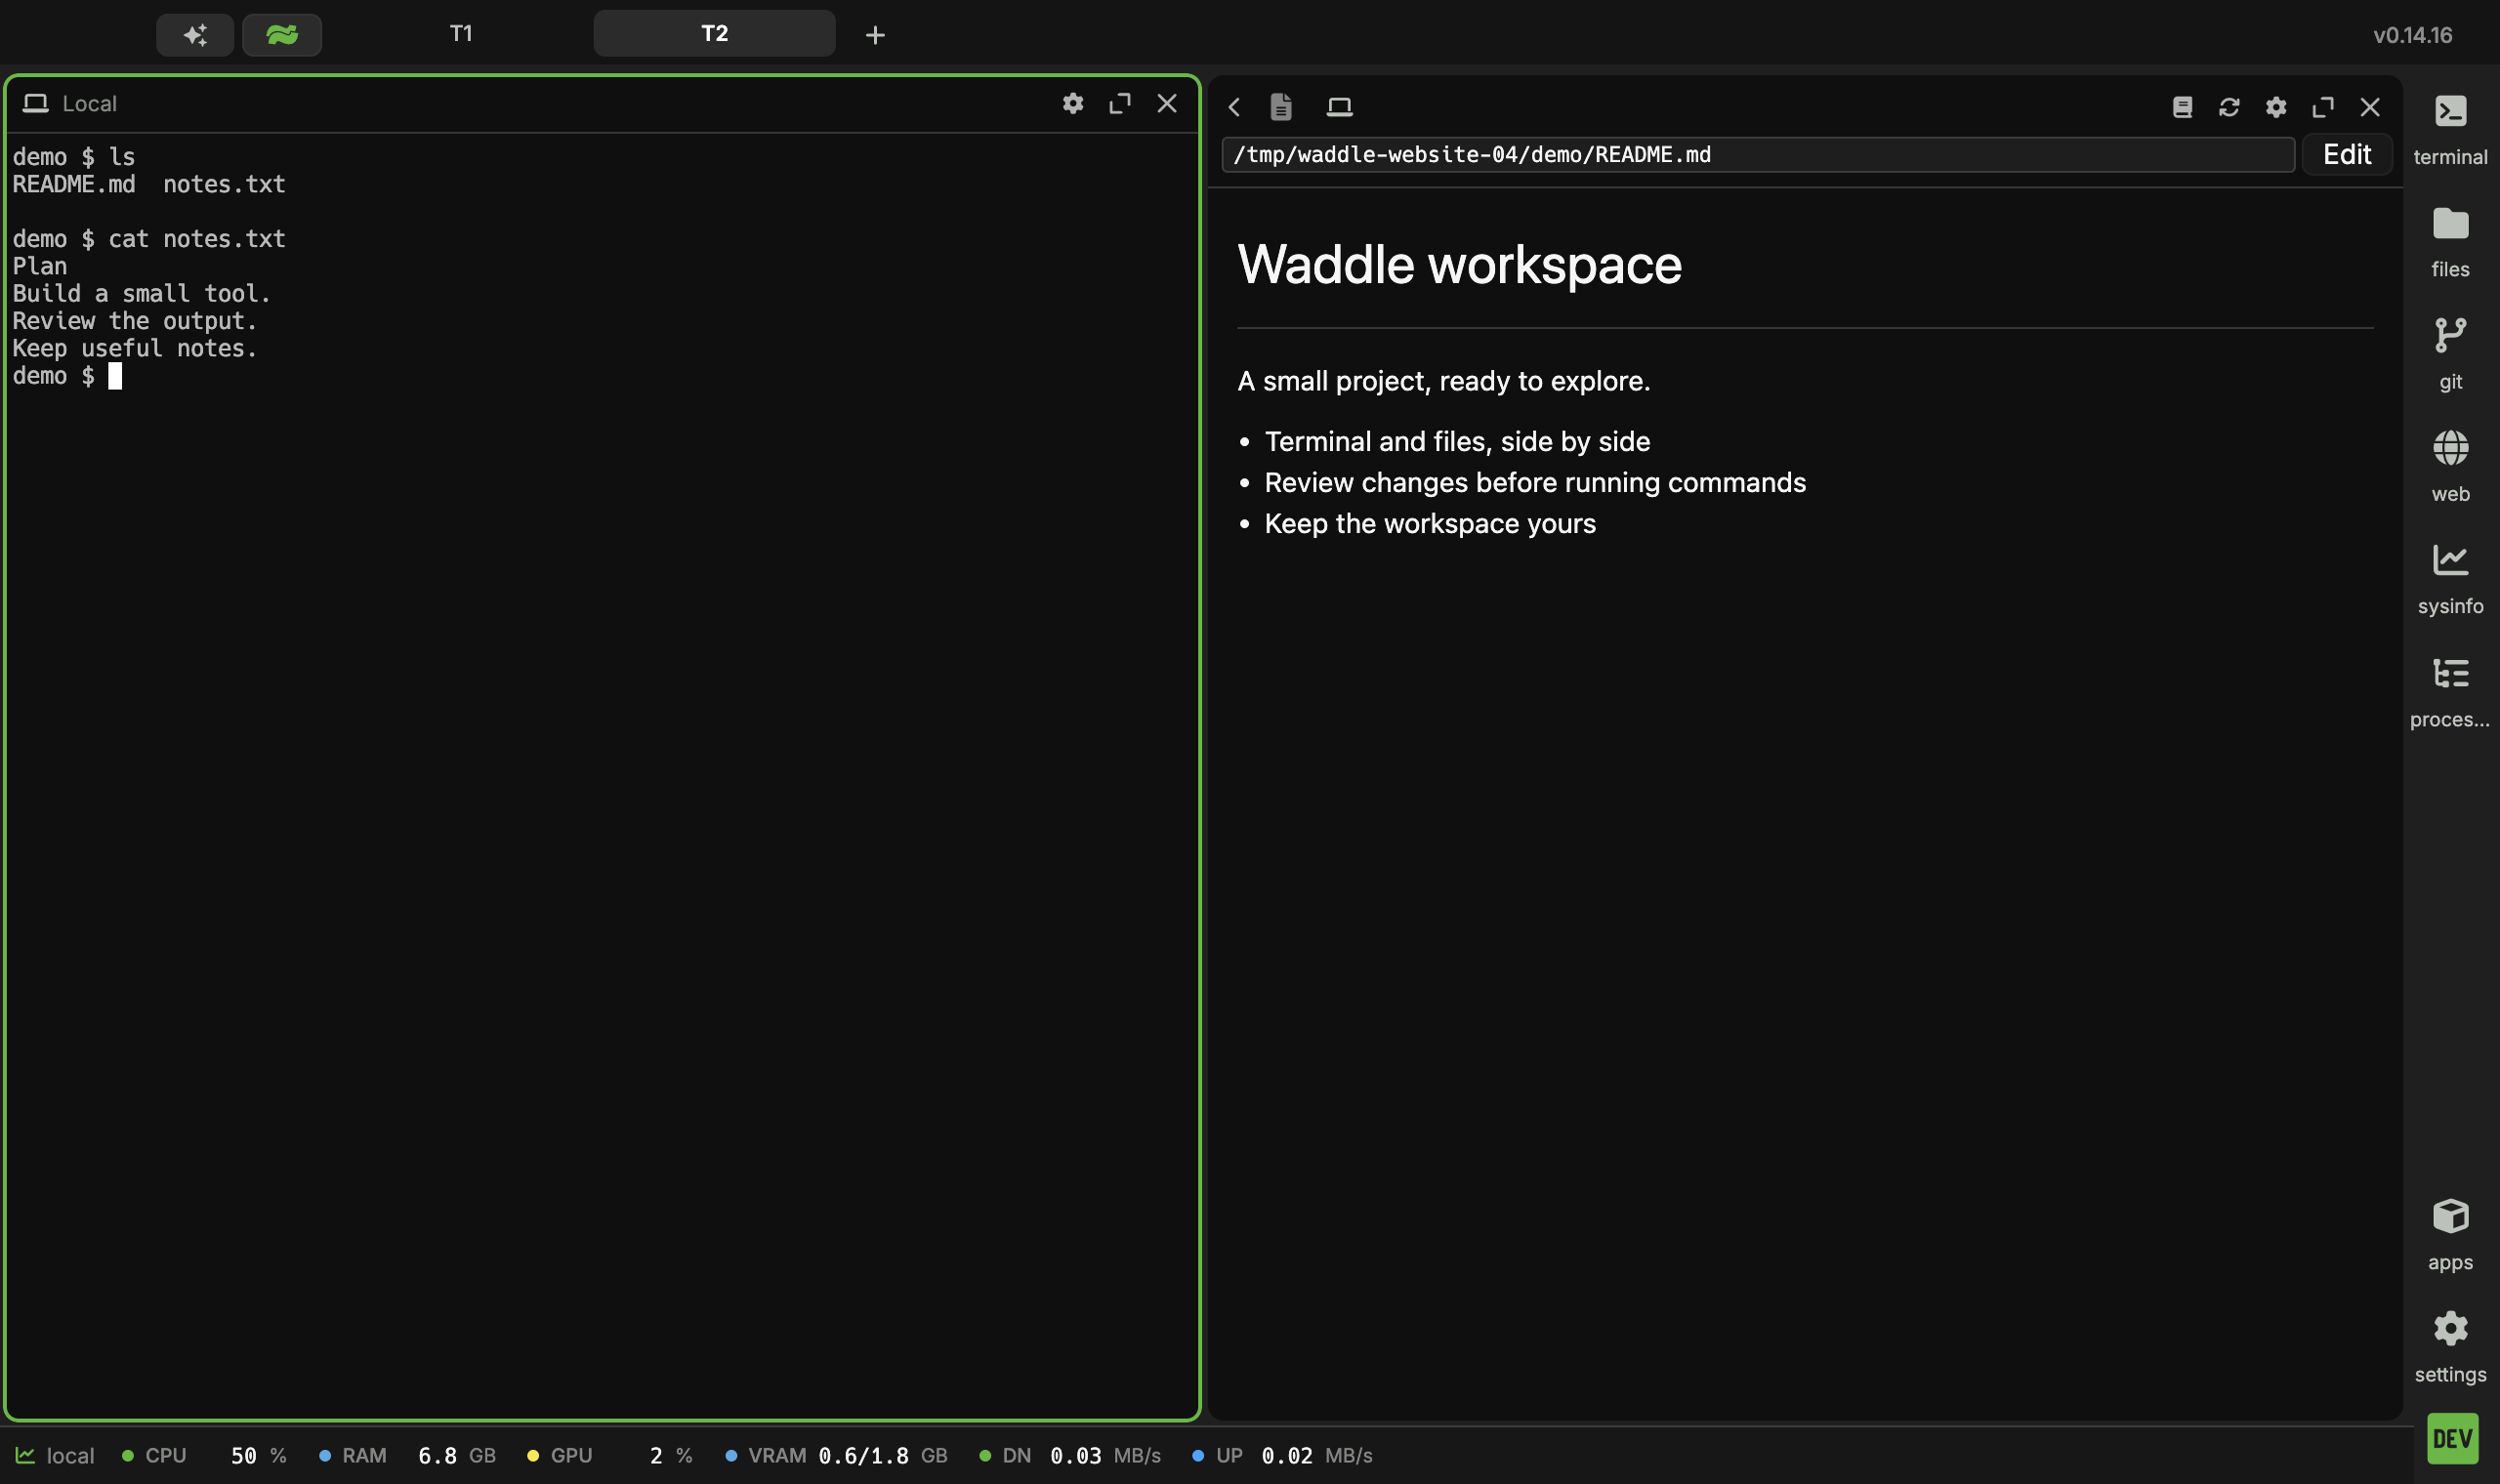 T1
T2
v0.14.16
Local
demo $ ls
README.md  notes.txt
demo $ cat notes.txt
Plan
Build a small tool.
Review the output.
Keep useful notes.
demo $
/tmp/waddle-website-04/demo/README.md
Edit
Waddle workspace
A small project, ready to explore.
• Terminal and files, side by side
• Review changes before running commands
• Keep the workspace yours
terminal
files
git
web
sysinfo
proces...
apps
settings
DEV
local CPU 50 % RAM 6.8 GB GPU 2 % VRAM 0.6/1.8 GB DN 0.03 MB/s UP 0.02 MB/s